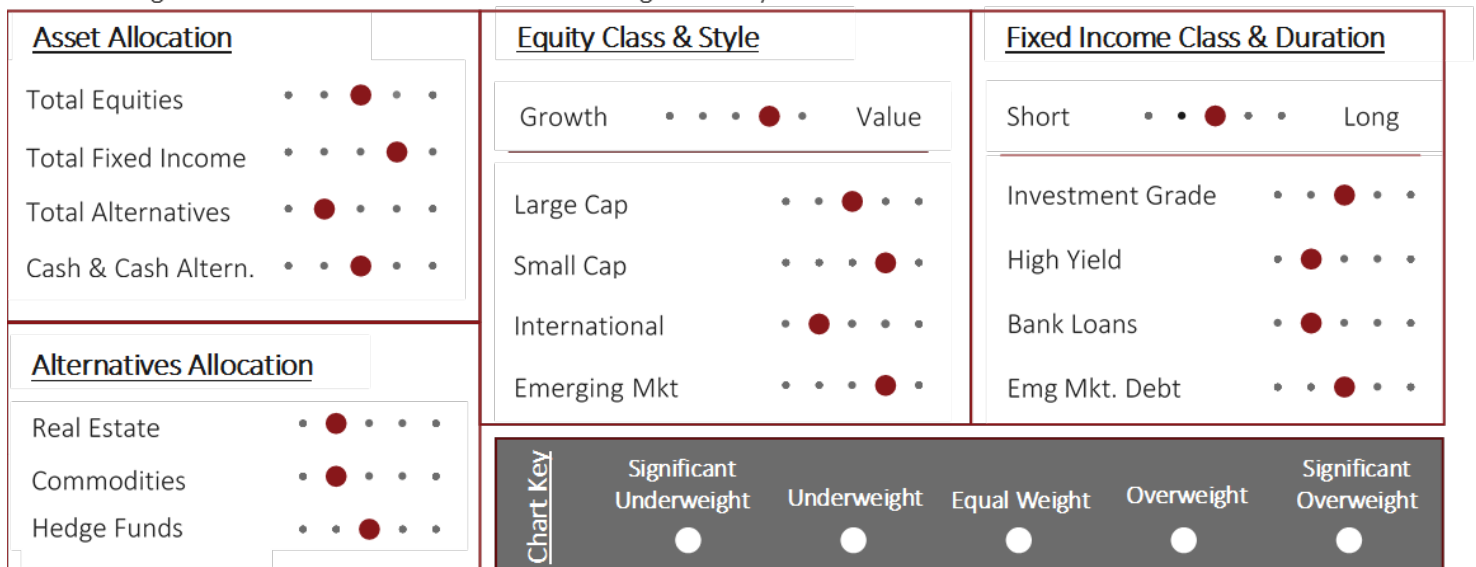 Asset Allocation
Total Equities
Total Fixed Income
Total Alternatives
Cash & Cash Altern.
Alternatives Allocation
Real Estate
Commodities
Hedge Funds
Equity Class & Style
Growth Value
Large Cap
Small Cap
International
Emerging Mkt
Fixed Income Class & Duration
Short Long
Investment Grade
High Yield
Bank Loans
Emg Mkt. Debt
Chart Key
Significant Underweight
Underweight
Equal Weight
Overweight
Significant Overweight